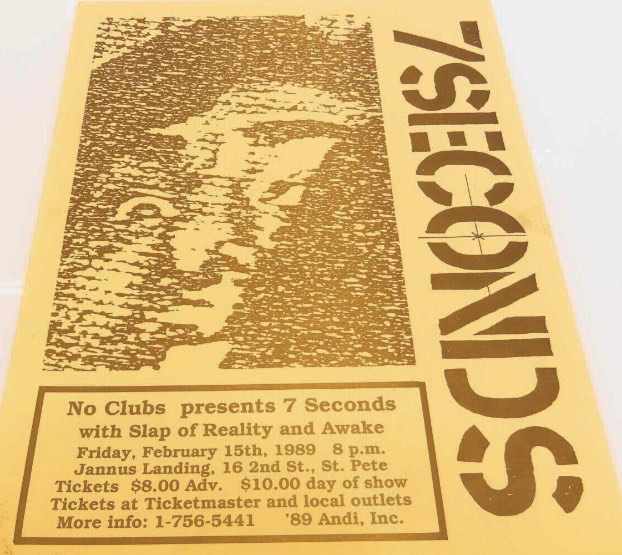 7SECONDS
No Clubs presents 7 Seconds
with Slap of Reality and Awake
Friday, February 15th, 1989 8 p.m.
Jannus Landing, 16 2nd St., St. Pete
Tickets $8.00 Adv. $10.00 day of show
Tickets at Ticketmaster and local outlets
More info: 1-756-5441 '89 Andi, Inc.